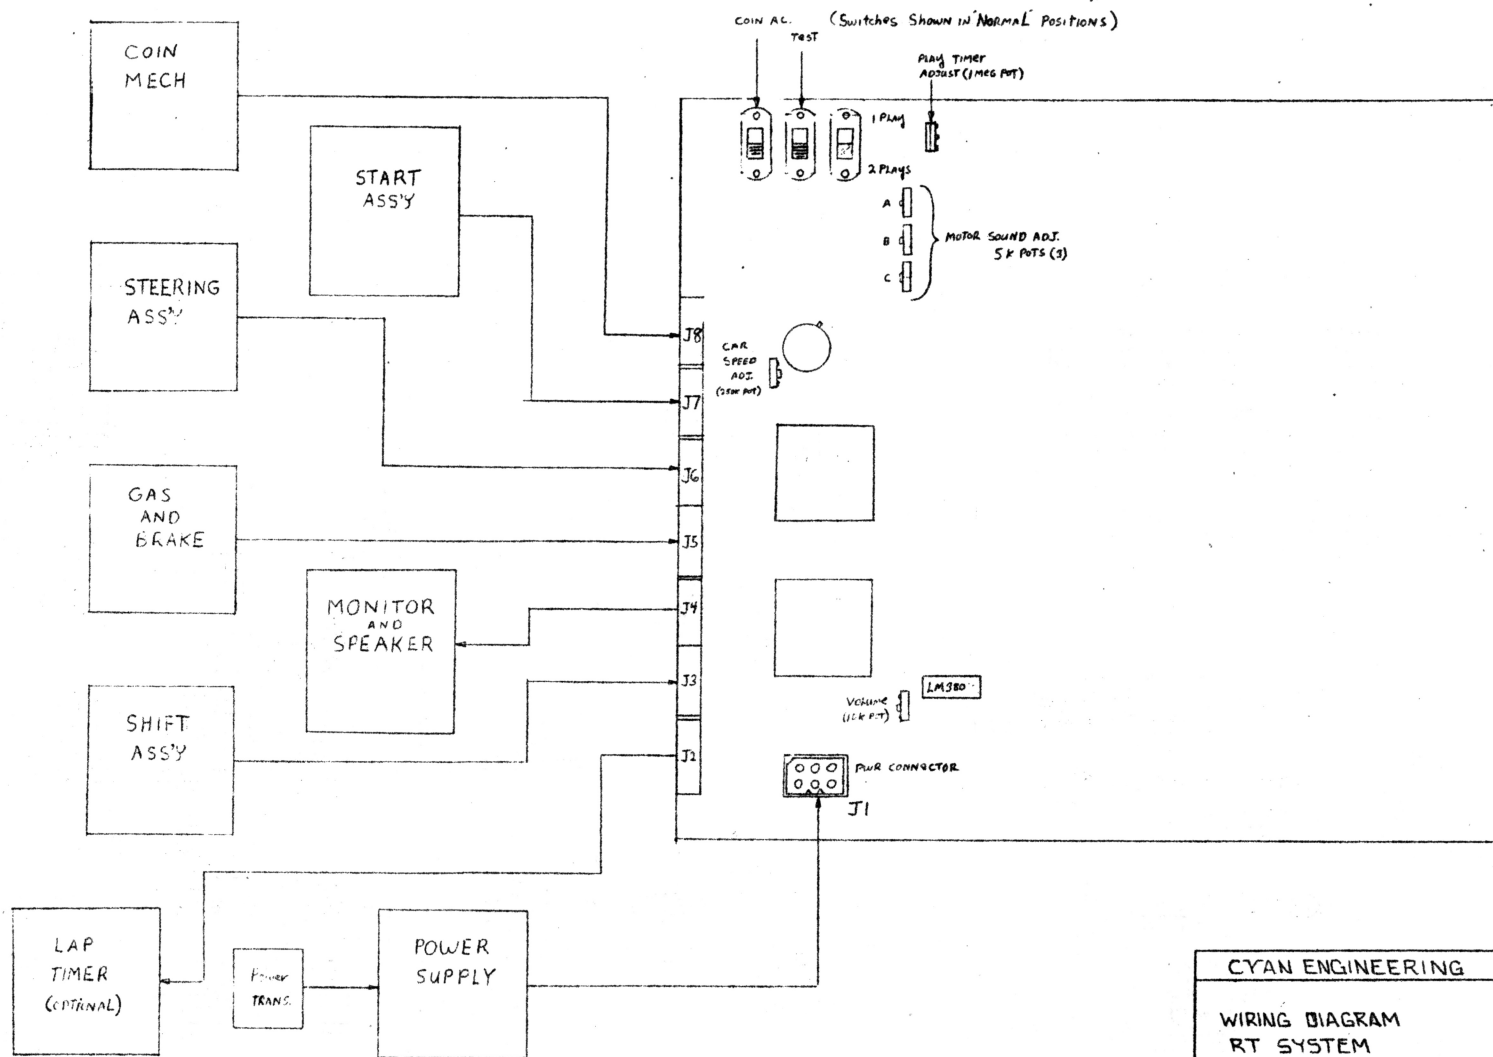 COIN AC. (Switches Shown in "NORMAL" POSITIONS)
TEST
PLAY TIMER
ADJUST (1 MEG POT)
COIN
MECH
1 PLAY
2 PLAYS
START
ASS'Y
A
B
C
MOTOR SOUND ADJ.
5K POTS (3)
STEERING
ASS'Y
J8
CAR
SPEED
ADJ.
(250K POT)
J7
J6
GAS
AND
BRAKE
J5
MONITOR
AND
SPEAKER
J4
J3
LM380
VOLUME
SHIFT
ASS'Y
J2
PWR CONNECTOR
J1
LAP
TIMER
(OPTIONAL)
Power
TRANS.
POWER
SUPPLY
CYAN ENGINEERING
WIRING DIAGRAM
RT SYSTEM